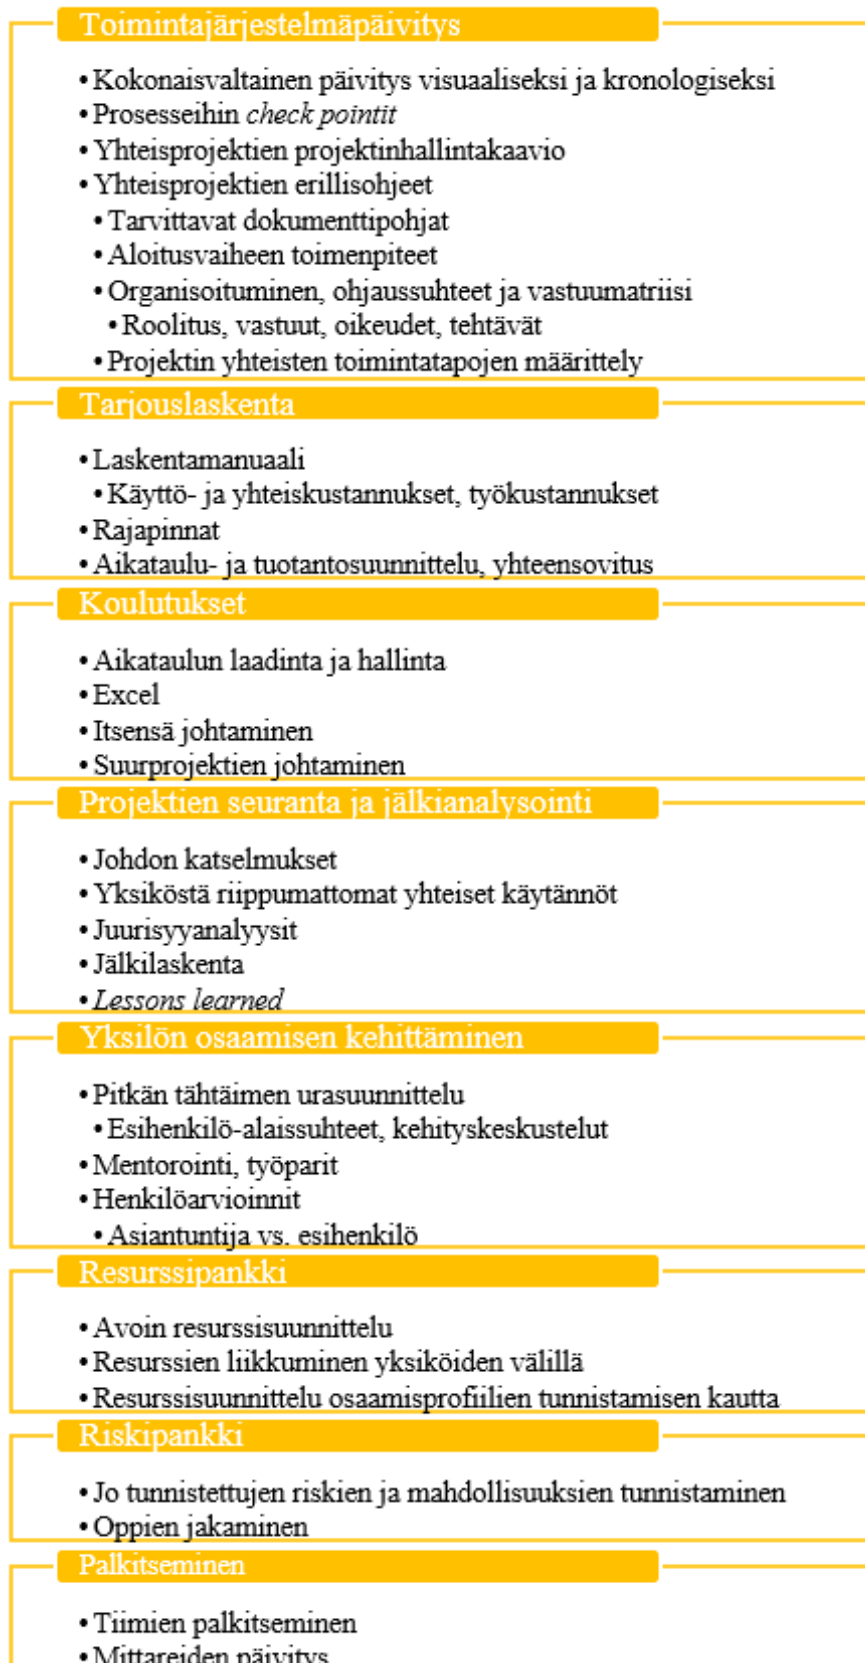 Toimintajärjestelmäpäivitys
• Kokonaisvaltainen päivitys visuaaliseksi ja kronologiseksi
• Prosesseihin check pointit
• Yhteisprojektien projektinhallintakaavio
• Yhteisprojektien erillisohjeet
• Tarvittavat dokumenttipohjat
• Aloitusvaiheen toimenpiteet
• Organisoituminen, ohjaussuhteet ja vastuumatriisi
• Roolitus, vastuut, oikeudet, tehtävät
• Projektin yhteisten toimintatapojen määrittely
Tarjouslaskenta
• Laskentamanuaali
• Käyttö- ja yhteiskustannukset, työkustannukset
• Rajapinnat
• Aikataulu- ja tuotantosuunnittelu, yhteensovitus
Koulutukset
• Aikataulun laadinta ja hallinta
• Excel
• Itsensä johtaminen
• Suurprojektien johtaminen
Projektien seuranta ja jälkianalysointi
• Johdon katselmukset
• Yksiköstä riippumattomat yhteiset käytännöt
• Juurisyyanalyysit
• Jälkilaskenta
• Lessons learned
Yksilön osaamisen kehittäminen
• Pitkän tähtäimen urasuunnittelu
• Esihenkilö-alaissuhteet, kehityskeskustelut
• Mentorointi, työparit
• Henkilöarvioinnit
• Asiantuntija vs. esihenkilö
Resurssipankki
• Avoin resurssisuunnittelu
• Resurssien liikkuminen yksiköiden välillä
• Resurssisuunnittelu osaamisprofiilien tunnistamisen kautta
Riskipankki
• Jo tunnistettujen riskien ja mahdollisuuksien tunnistaminen
• Oppien jakaminen
Palkitseminen
• Tiimien palkitseminen
• Mittareiden päivitys